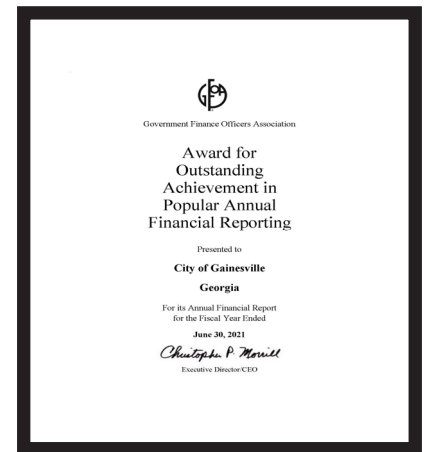 GFOA
Government Finance Officers Association
Award for
Outstanding
Achievement in
Popular Annual
Financial Reporting
Presented to
City of Gainesville
Georgia
For its Annual Financial Report
for the Fiscal Year Ended
June 30, 2021
Christopher P. Morrill
Executive Director/CEO